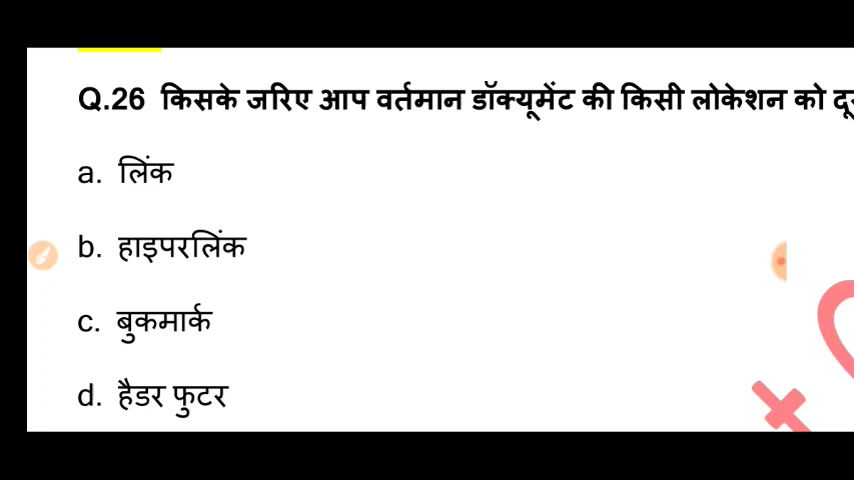 Q.26 किसके जरिए आप वर्तमान डॉक्यूमेंट की किसी लोकेशन को
a. लिंक
b. हाइपरलिंक
c. बुकमार्क
d. हैडर फुटर